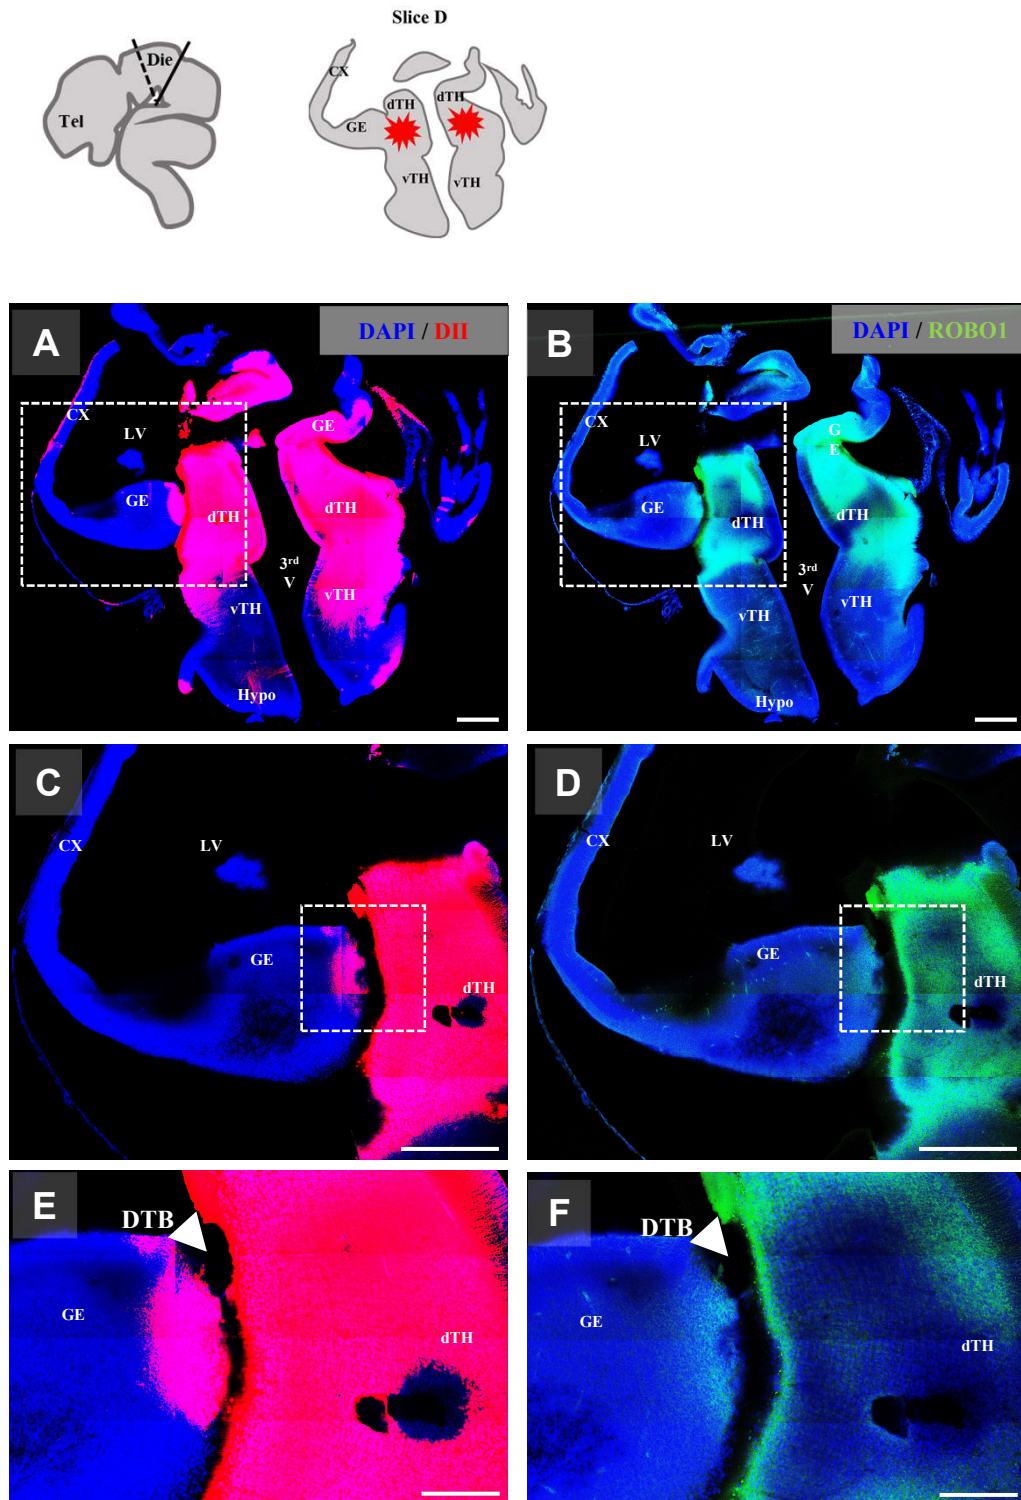 Slice D
Die
Tel
CX
dTH
dTH
GE
vTH
vTH
A
DAPI / DII
CX
LV
GE
GE
dTH
dTH
3rd
V
vTH
vTH
Hypo
B
DAPI / ROBO1
CX
LV
G
E
GE
dTH
dTH
3rd
V
vTH
vTH
Hypo
C
CX
LV
GE
dTH
D
CX
LV
GE
dTH
E
DTB
GE
dTH
F
DTB
GE
dTH